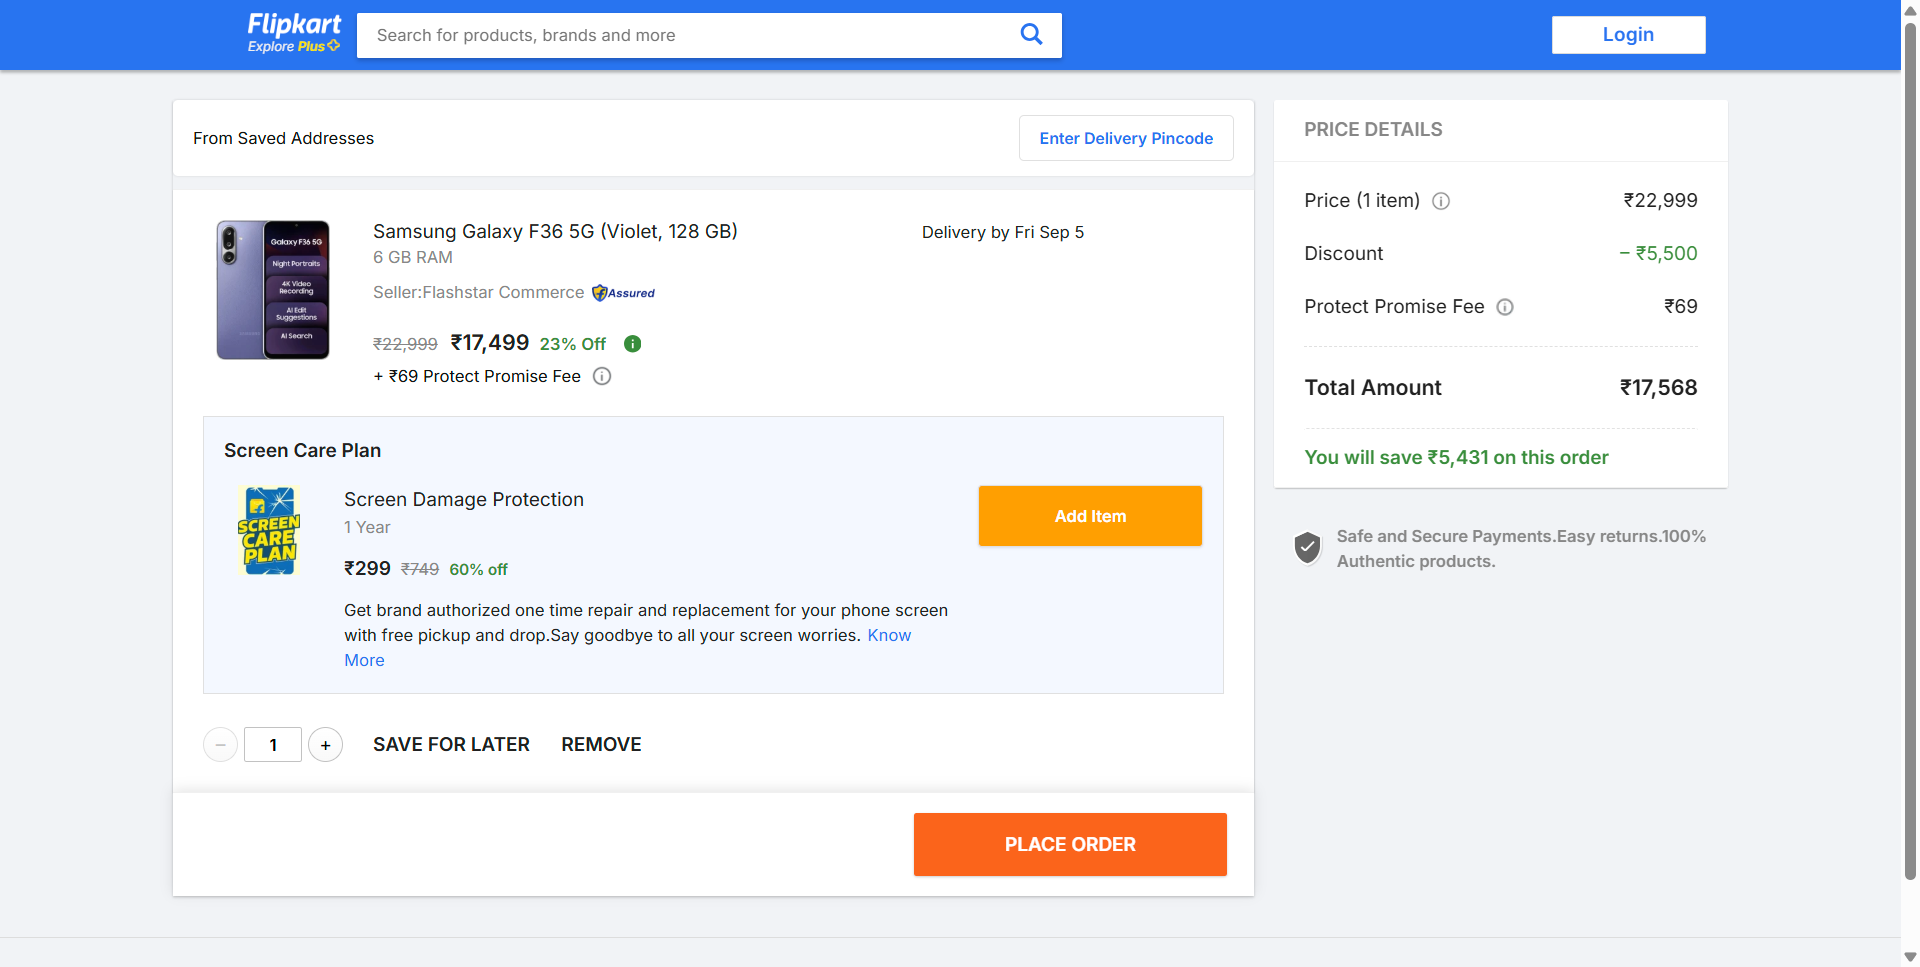 Flipkart
Explore Plus
Search for products, brands and more
Login
From Saved Addresses
Enter Delivery Pincode
Galaxy F36 5G
Night Portraits
4K Video
Recording
AI Edit
Suggestions
AI Search
Samsung Galaxy F36 5G (Violet, 128 GB)
6 GB RAM
Seller:Flashstar Commerce Assured
₹22,999 ₹17,499 23% Off
+ ₹69 Protect Promise Fee
Delivery by Fri Sep 5
Screen Care Plan
SCREEN
CARE
PLAN
Screen Damage Protection
1 Year
₹299 ₹749 60% off
Get brand authorized one time repair and replacement for your phone screen
with free pickup and drop.Say goodbye to all your screen worries. Know
More
Add Item
− 1 + SAVE FOR LATER REMOVE
PLACE ORDER
PRICE DETAILS
Price (1 item) ₹22,999
Discount − ₹5,500
Protect Promise Fee ₹69
Total Amount ₹17,568
You will save ₹5,431 on this order
Safe and Secure Payments.Easy returns.100%
Authentic products.